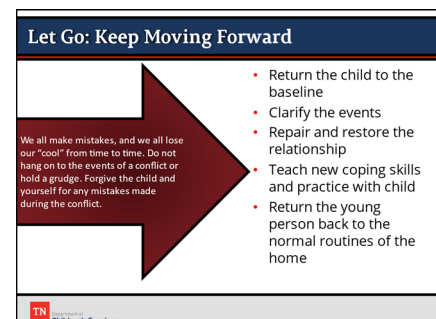 Let Go: Keep Moving Forward
We all make mistakes, and we all lose
our “cool” from time to time. Do not
hang on to the events of a conflict or
hold a grudge. Forgive the child and
yourself for any mistakes made
during the conflict.
• Return the child to the
baseline
• Clarify the events
• Repair and restore the
relationship
• Teach new coping skills
and practice with child
• Return the young
person back to the
normal routines of the
home
TN
Department of